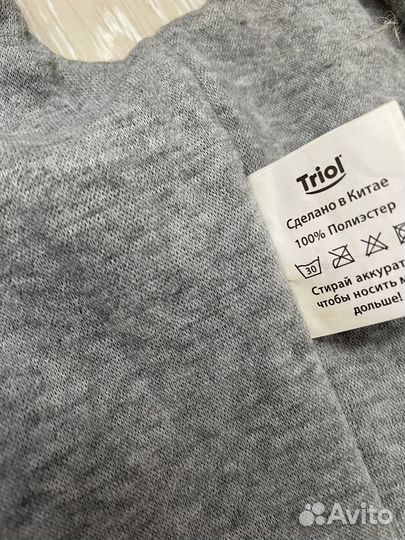 Triol
Сделано в Китае
100% Полиэстер
30
Стирай аккурат
чтобы носить м
дольше!
Avito